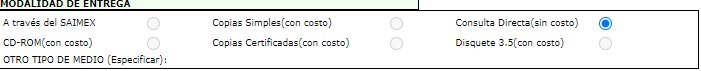 MODALIDAD DE ENTREGA
A través del SAIMEX Copias Simples(con costo) Consulta Directa(sin costo)
CD-ROM(con costo) Copias Certificadas(con costo) Disquete 3.5(con costo)
OTRO TIPO DE MEDIO (Especificar):